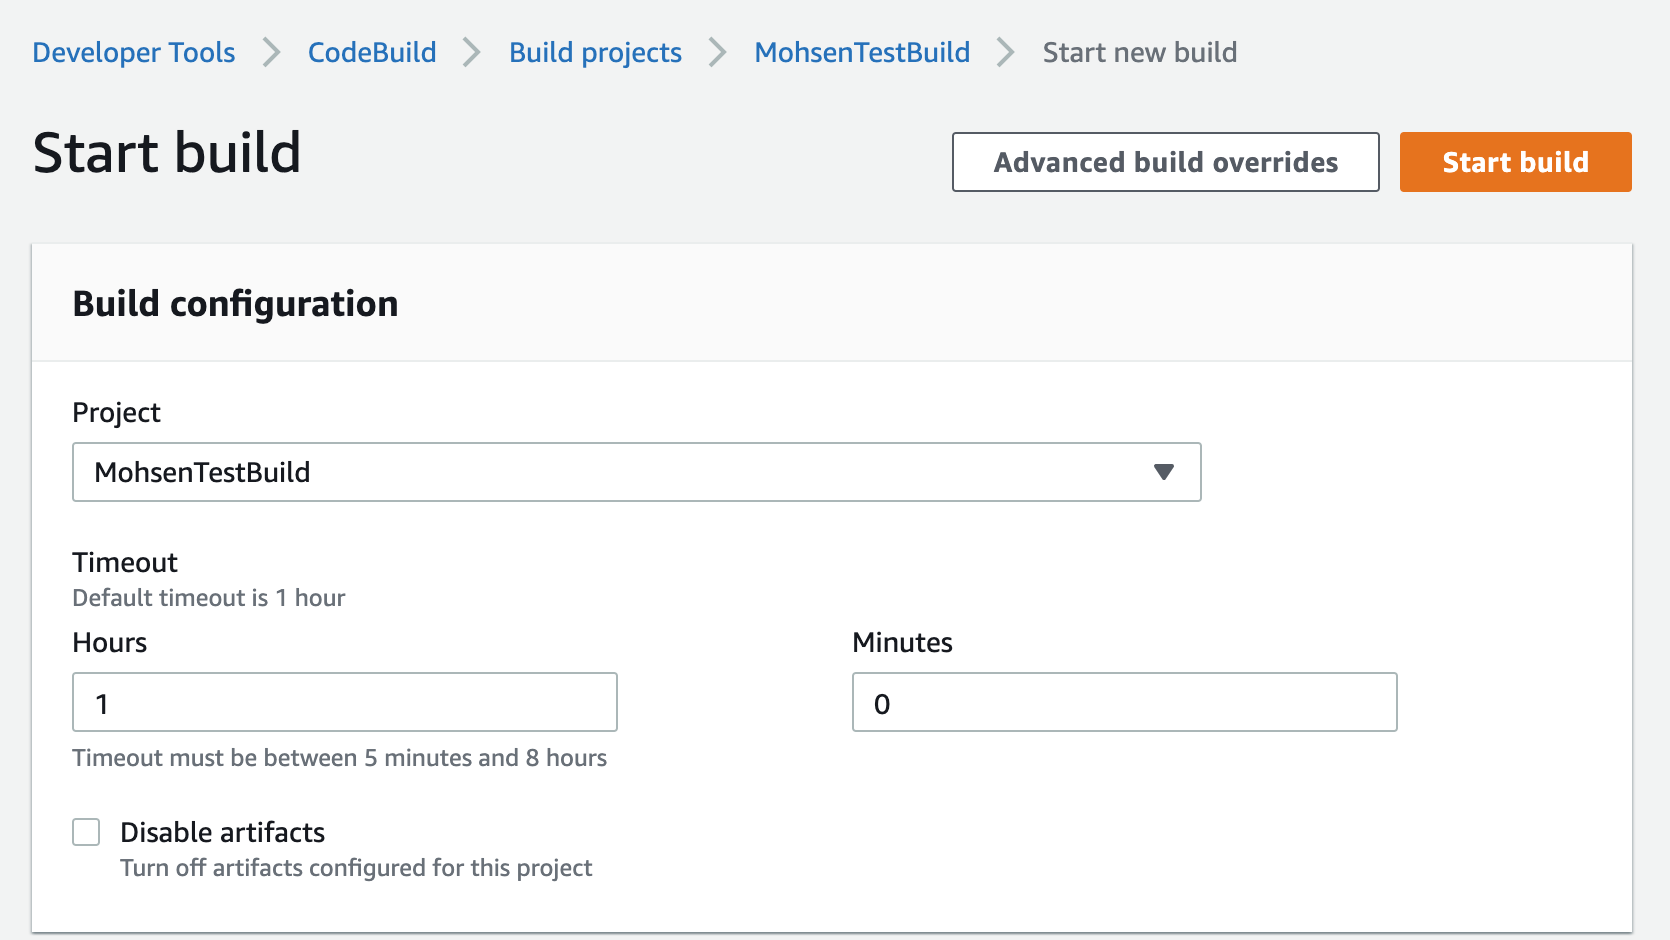 Developer Tools > CodeBuild > Build projects > MohsenTestBuild > Start new build
Start build
Advanced build overrides
Start build
Build configuration
Project
MohsenTestBuild
Timeout
Default timeout is 1 hour
Hours
Minutes
1
0
Timeout must be between 5 minutes and 8 hours
Disable artifacts
Turn off artifacts configured for this project